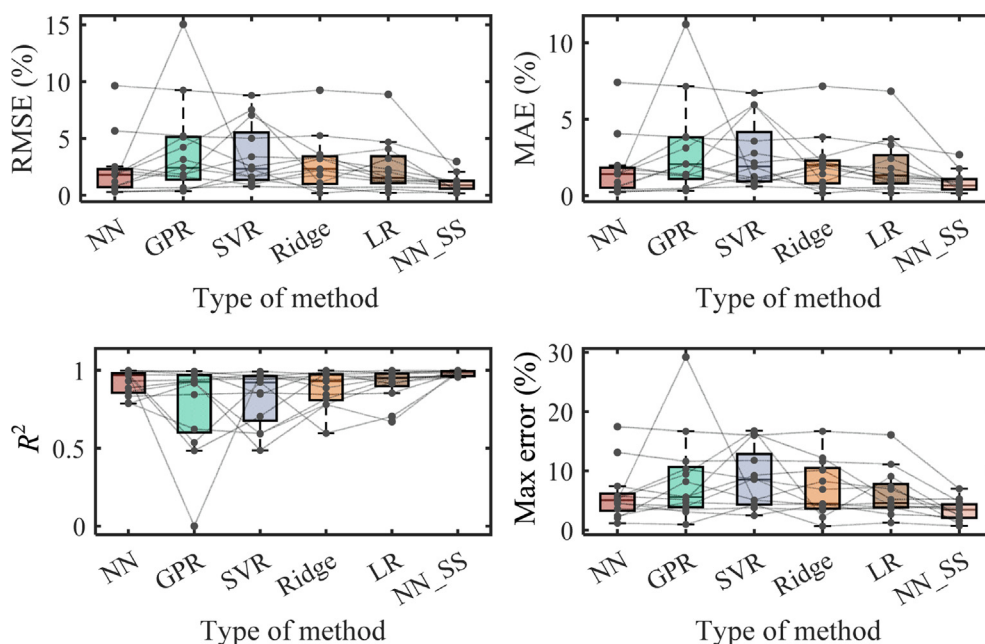 RMSE (%)
15
10
5
0
NN
GPR
SVR
Ridge
LR
NN_SS
Type of method
MAE (%)
10
5
0
NN
GPR
SVR
Ridge
LR
NN_SS
Type of method
R²
1
0.5
0
NN
GPR
SVR
Ridge
LR
NN_SS
Type of method
Max error (%)
30
20
10
0
NN
GPR
SVR
Ridge
LR
NN_SS
Type of method